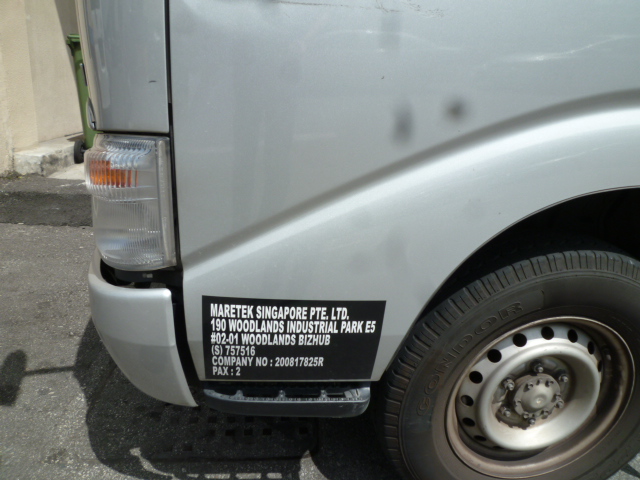 MARETEK SINGAPORE PTE. LTD.
190 WOODLANDS INDUSTRIAL PARK E5
#02-01 WOODLANDS BIZHUB
(S) 757516
COMPANY NO : 200817825R
PAX : 2
CONDOR